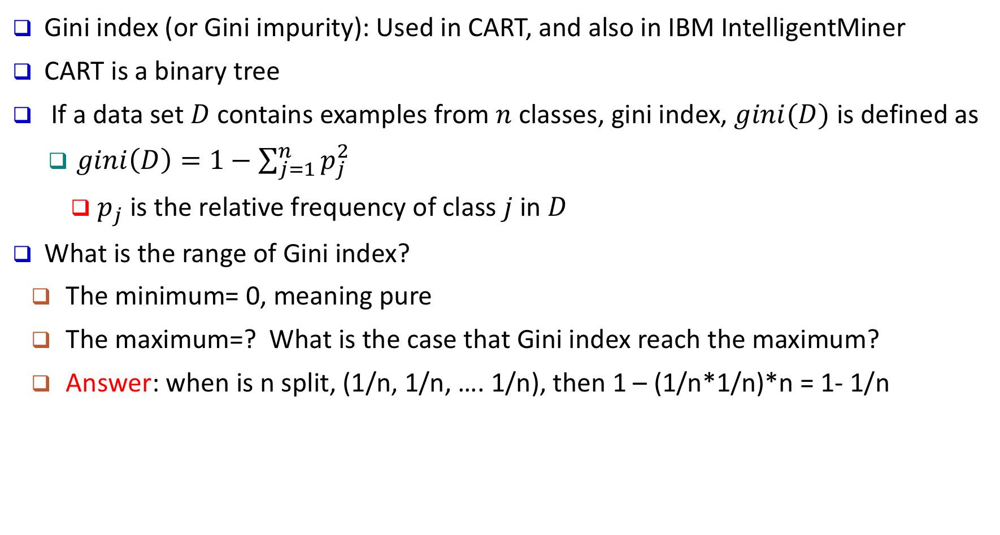 Gini index (or Gini impurity): Used in CART, and also in IBM IntelligentMiner
CART is a binary tree
If a data set D contains examples from n classes, gini index, gini(D) is defined as
gini(D) = 1 − ∑ⁿⱼ₌₁ pⱼ²
pⱼ is the relative frequency of class j in D
What is the range of Gini index?
The minimum= 0, meaning pure
The maximum=? What is the case that Gini index reach the maximum?
Answer: when is n split, (1/n, 1/n, .... 1/n), then 1 – (1/n*1/n)*n = 1- 1/n